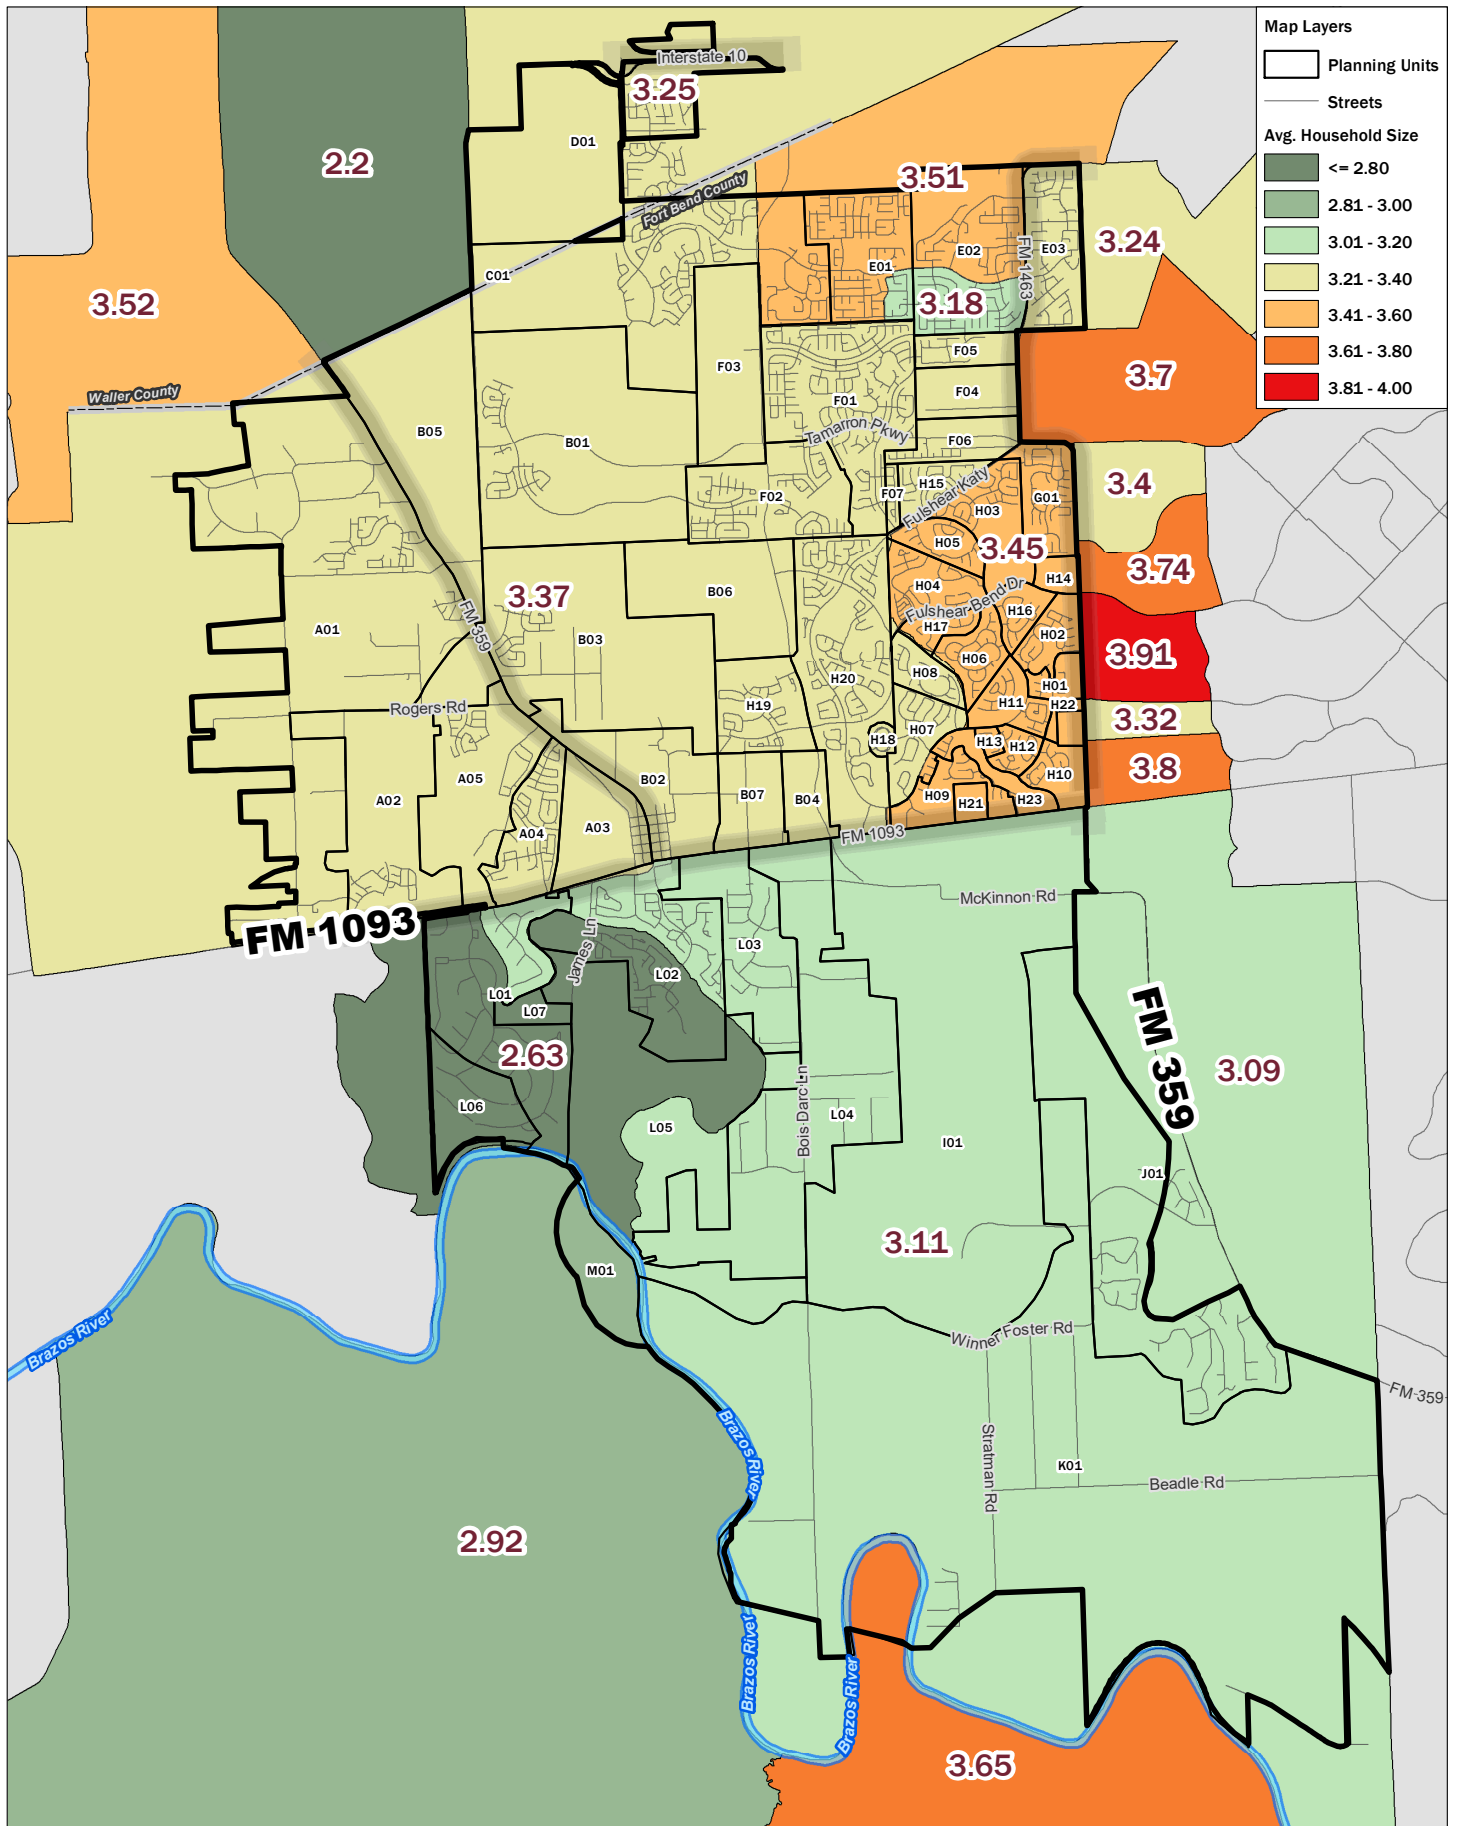 Map Layers
Planning Units
Streets
Avg. Household Size
<= 2.80
2.81 - 3.00
3.01 - 3.20
3.21 - 3.40
3.41 - 3.60
3.61 - 3.80
3.81 - 4.00
Interstate 10
3.25
D01
2.2
3.51
Fort Bend County
E02
E03
3.24
FM 1463
E01
C01
3.18
3.52
F05
F03
3.7
Waller County
F04
F01
B05
Tamarron Pkwy
B01
F06
H15
3.4
F07
F02
G01
Fulshear Katy
H03
H05
3.45
3.74
H14
H04
Fulshear-Bend Dr
B06
3.37
H16
FM 359
H17
A01
H02
B03
3.91
H06
H08
H20
H01
H11
H22
Rogers Rd
H19
3.32
H07
H18
H13
H12
3.8
H10
A05
B02
B07
H09
A02
B04
H23
H21
A03
A04
FM 1093
McKinnon Rd
FM 1093
L03
James Ln
L02
L01
L07
FM 359
2.63
3.09
L06
Bois-Darc-Ln
L04
L05
I01
J01
3.11
M01
Brazos River
Winner Foster Rd
FM-359
Brazos River
Stratman Rd
K01
Beadle Rd
2.92
Brazos River
Brazos River
3.65